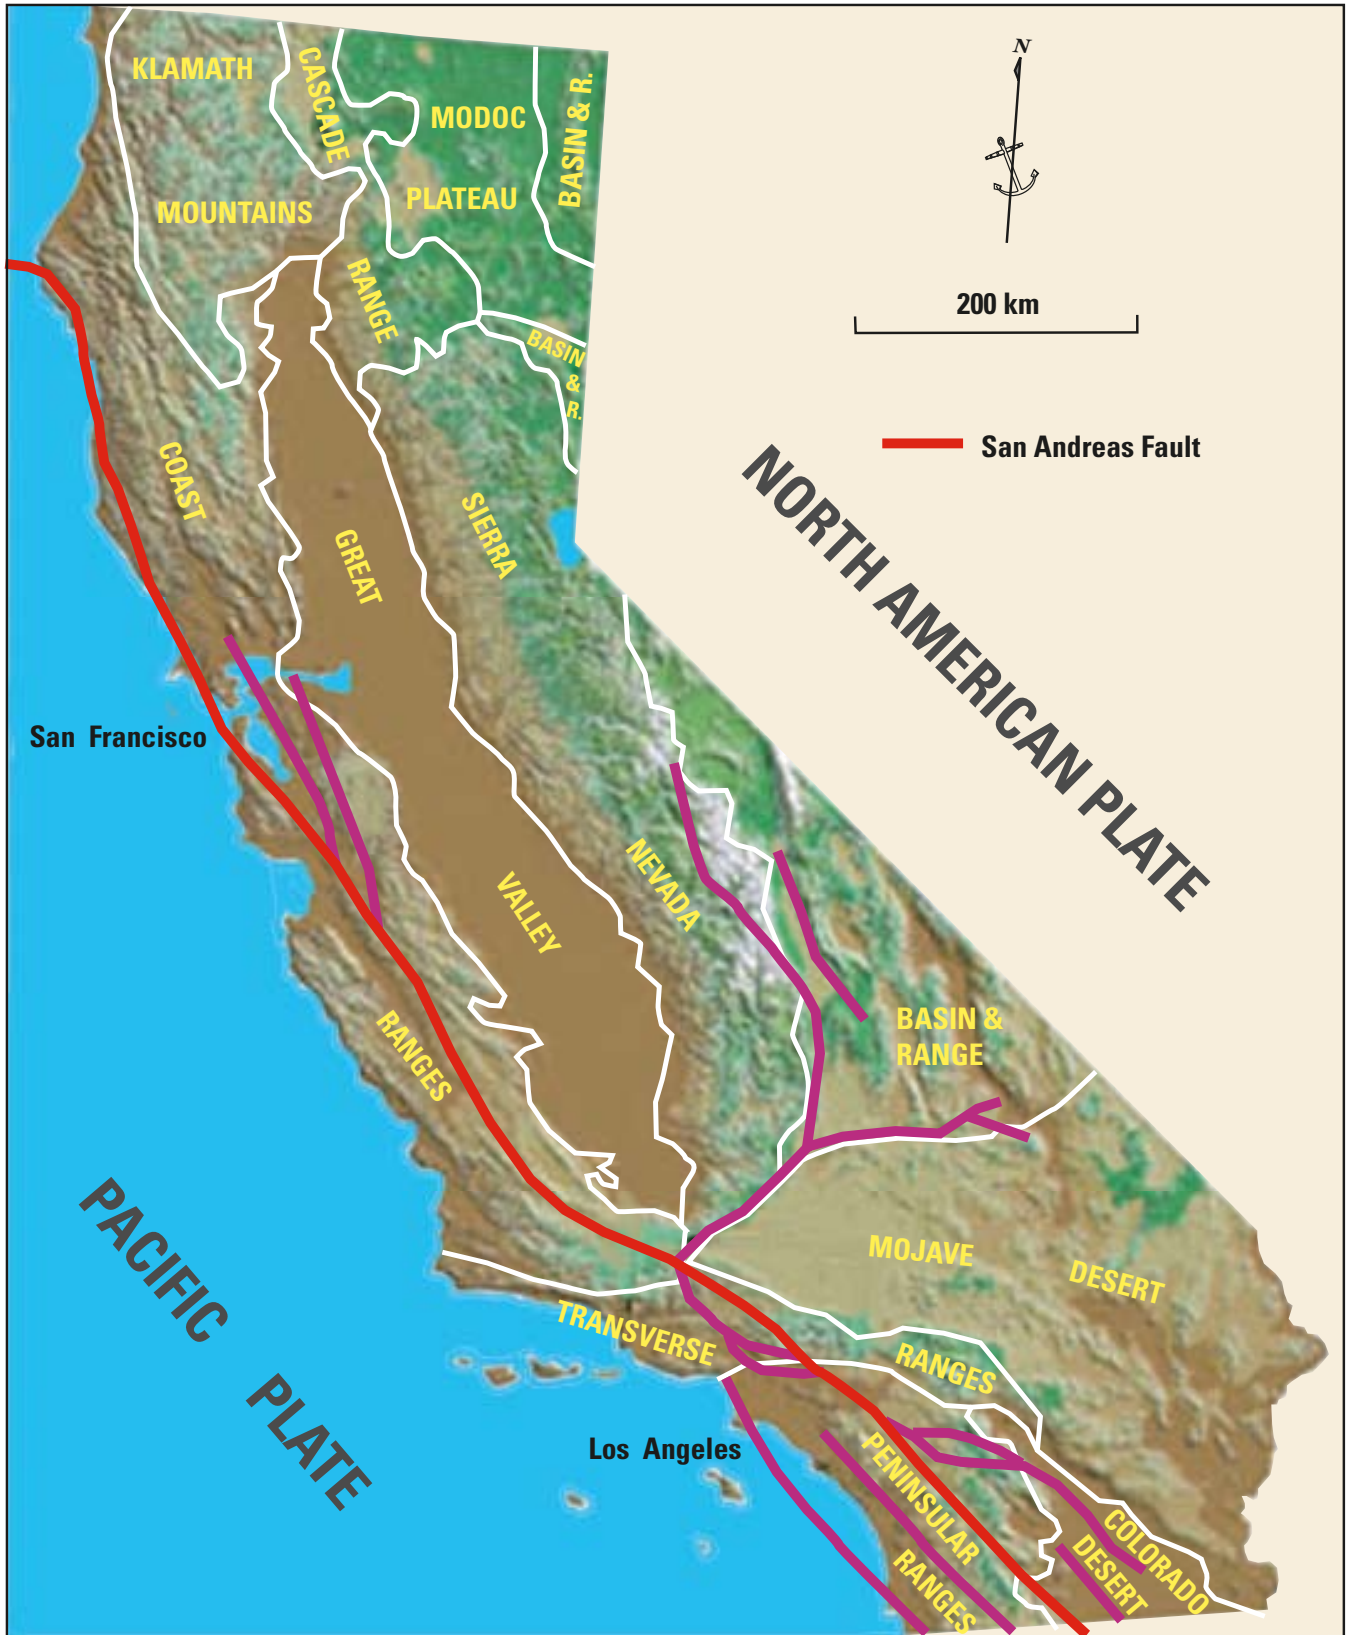 N
200 km
San Andreas Fault
KLAMATH
MOUNTAINS
CASCADE
RANGE
MODOC
PLATEAU
BASIN & R.
BASIN
&
R.
COAST
RANGES
GREAT
VALLEY
SIERRA
NEVADA
NORTH AMERICAN PLATE
San Francisco
BASIN &
RANGE
PACIFIC PLATE
MOJAVE DESERT
TRANSVERSE RANGES
Los Angeles
PENINSULAR
RANGES
COLORADO
DESERT